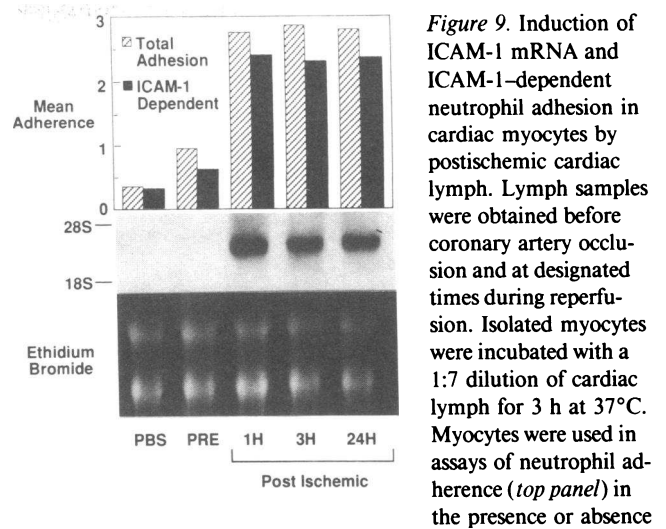 3
Total
Adhesion
2
ICAM-1
Dependent
Mean
Adherence
1
0
28S
18S
Ethidium
Bromide
PBS PRE 1H 3H 24H
Post Ischemic
Figure 9. Induction of
ICAM-1 mRNA and
ICAM-1–dependent
neutrophil adhesion in
cardiac myocytes by
postischemic cardiac
lymph. Lymph samples
were obtained before
coronary artery occlu-
sion and at designated
times during reperfu-
sion. Isolated myocytes
were incubated with a
1:7 dilution of cardiac
lymph for 3 h at 37°C.
Myocytes were used in
assays of neutrophil ad-
herence (top panel) in
the presence or absence